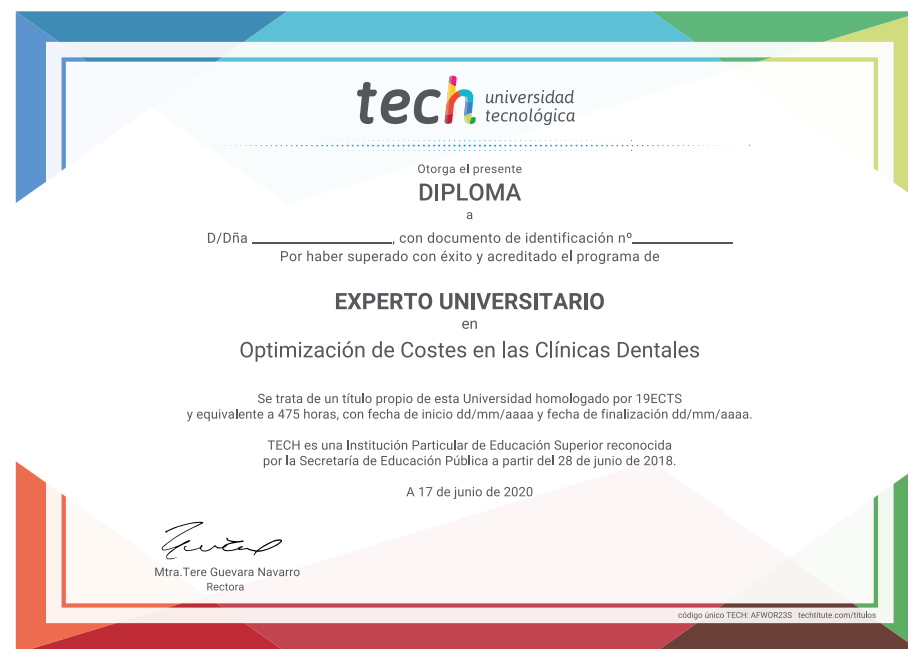 tech universidad
tecnológica
Otorga el presente
DIPLOMA
a
D/Dña ____________________, con documento de identificación nº______________
Por haber superado con éxito y acreditado el programa de
EXPERTO UNIVERSITARIO
en
Optimización de Costes en las Clínicas Dentales
Se trata de un título propio de esta Universidad homologado por 19ECTS
y equivalente a 475 horas, con fecha de inicio dd/mm/aaaa y fecha de finalización dd/mm/aaaa.
TECH es una Institución Particular de Educación Superior reconocida
por la Secretaría de Educación Pública a partir del 28 de junio de 2018.
A 17 de junio de 2020
Mtra.Tere Guevara Navarro
Rectora
código único TECH: AFWOR23S techtitute.com/titulos